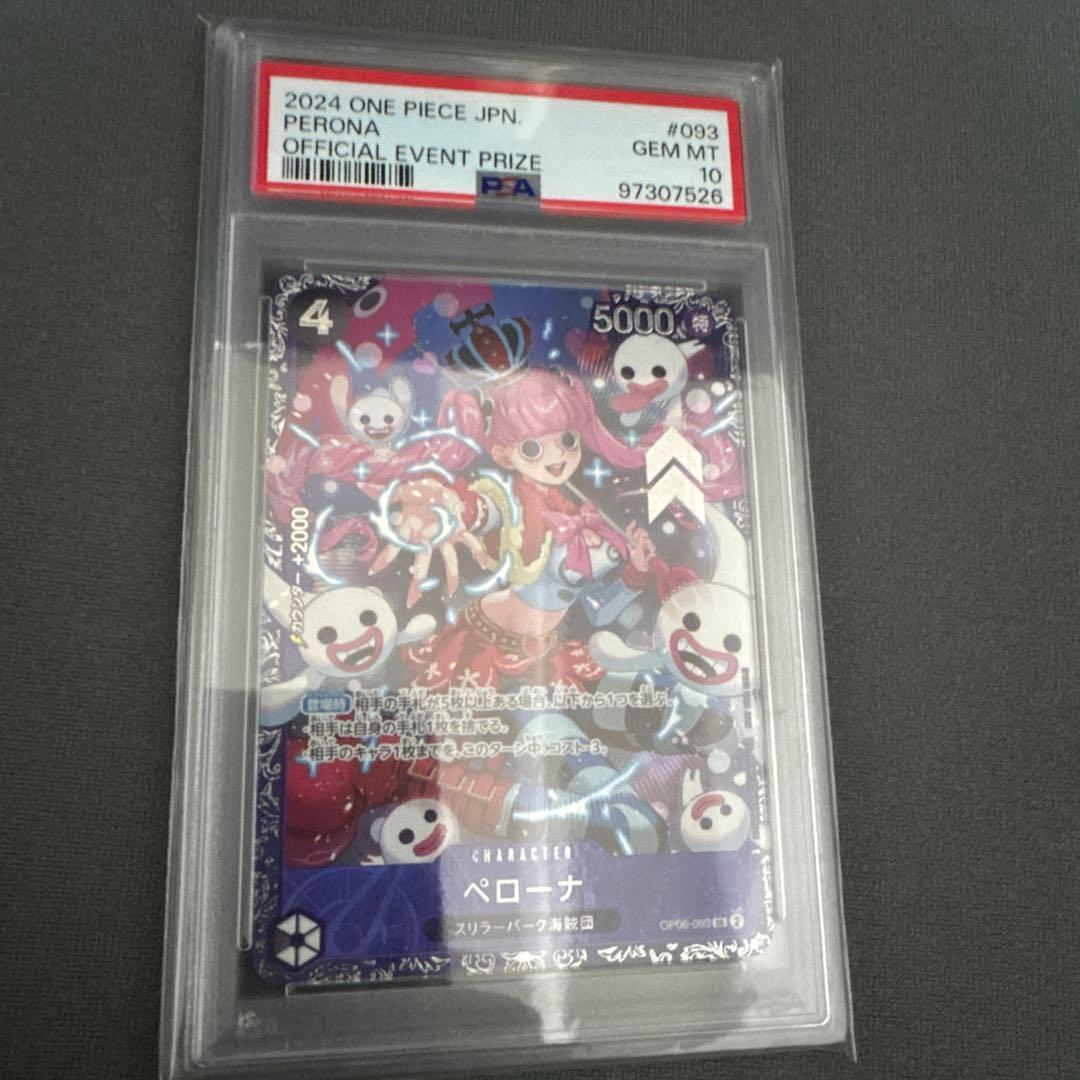 2024 ONE PIECE JPN.
#093
PERONA
GEM MT
OFFICIAL EVENT PRIZE
10
PSA
97307526
4
5000
特
カウンター +2000
登場時 相手の手札が5枚以上ある場合、以下から1つを選ぶ。
・相手は自身の手札1枚を捨てる。
・相手のキャラ1枚までを、このターン中、コスト-3。
CHARACTER
ペローナ
スリラーバーク海賊団
OP06-093 SR 2